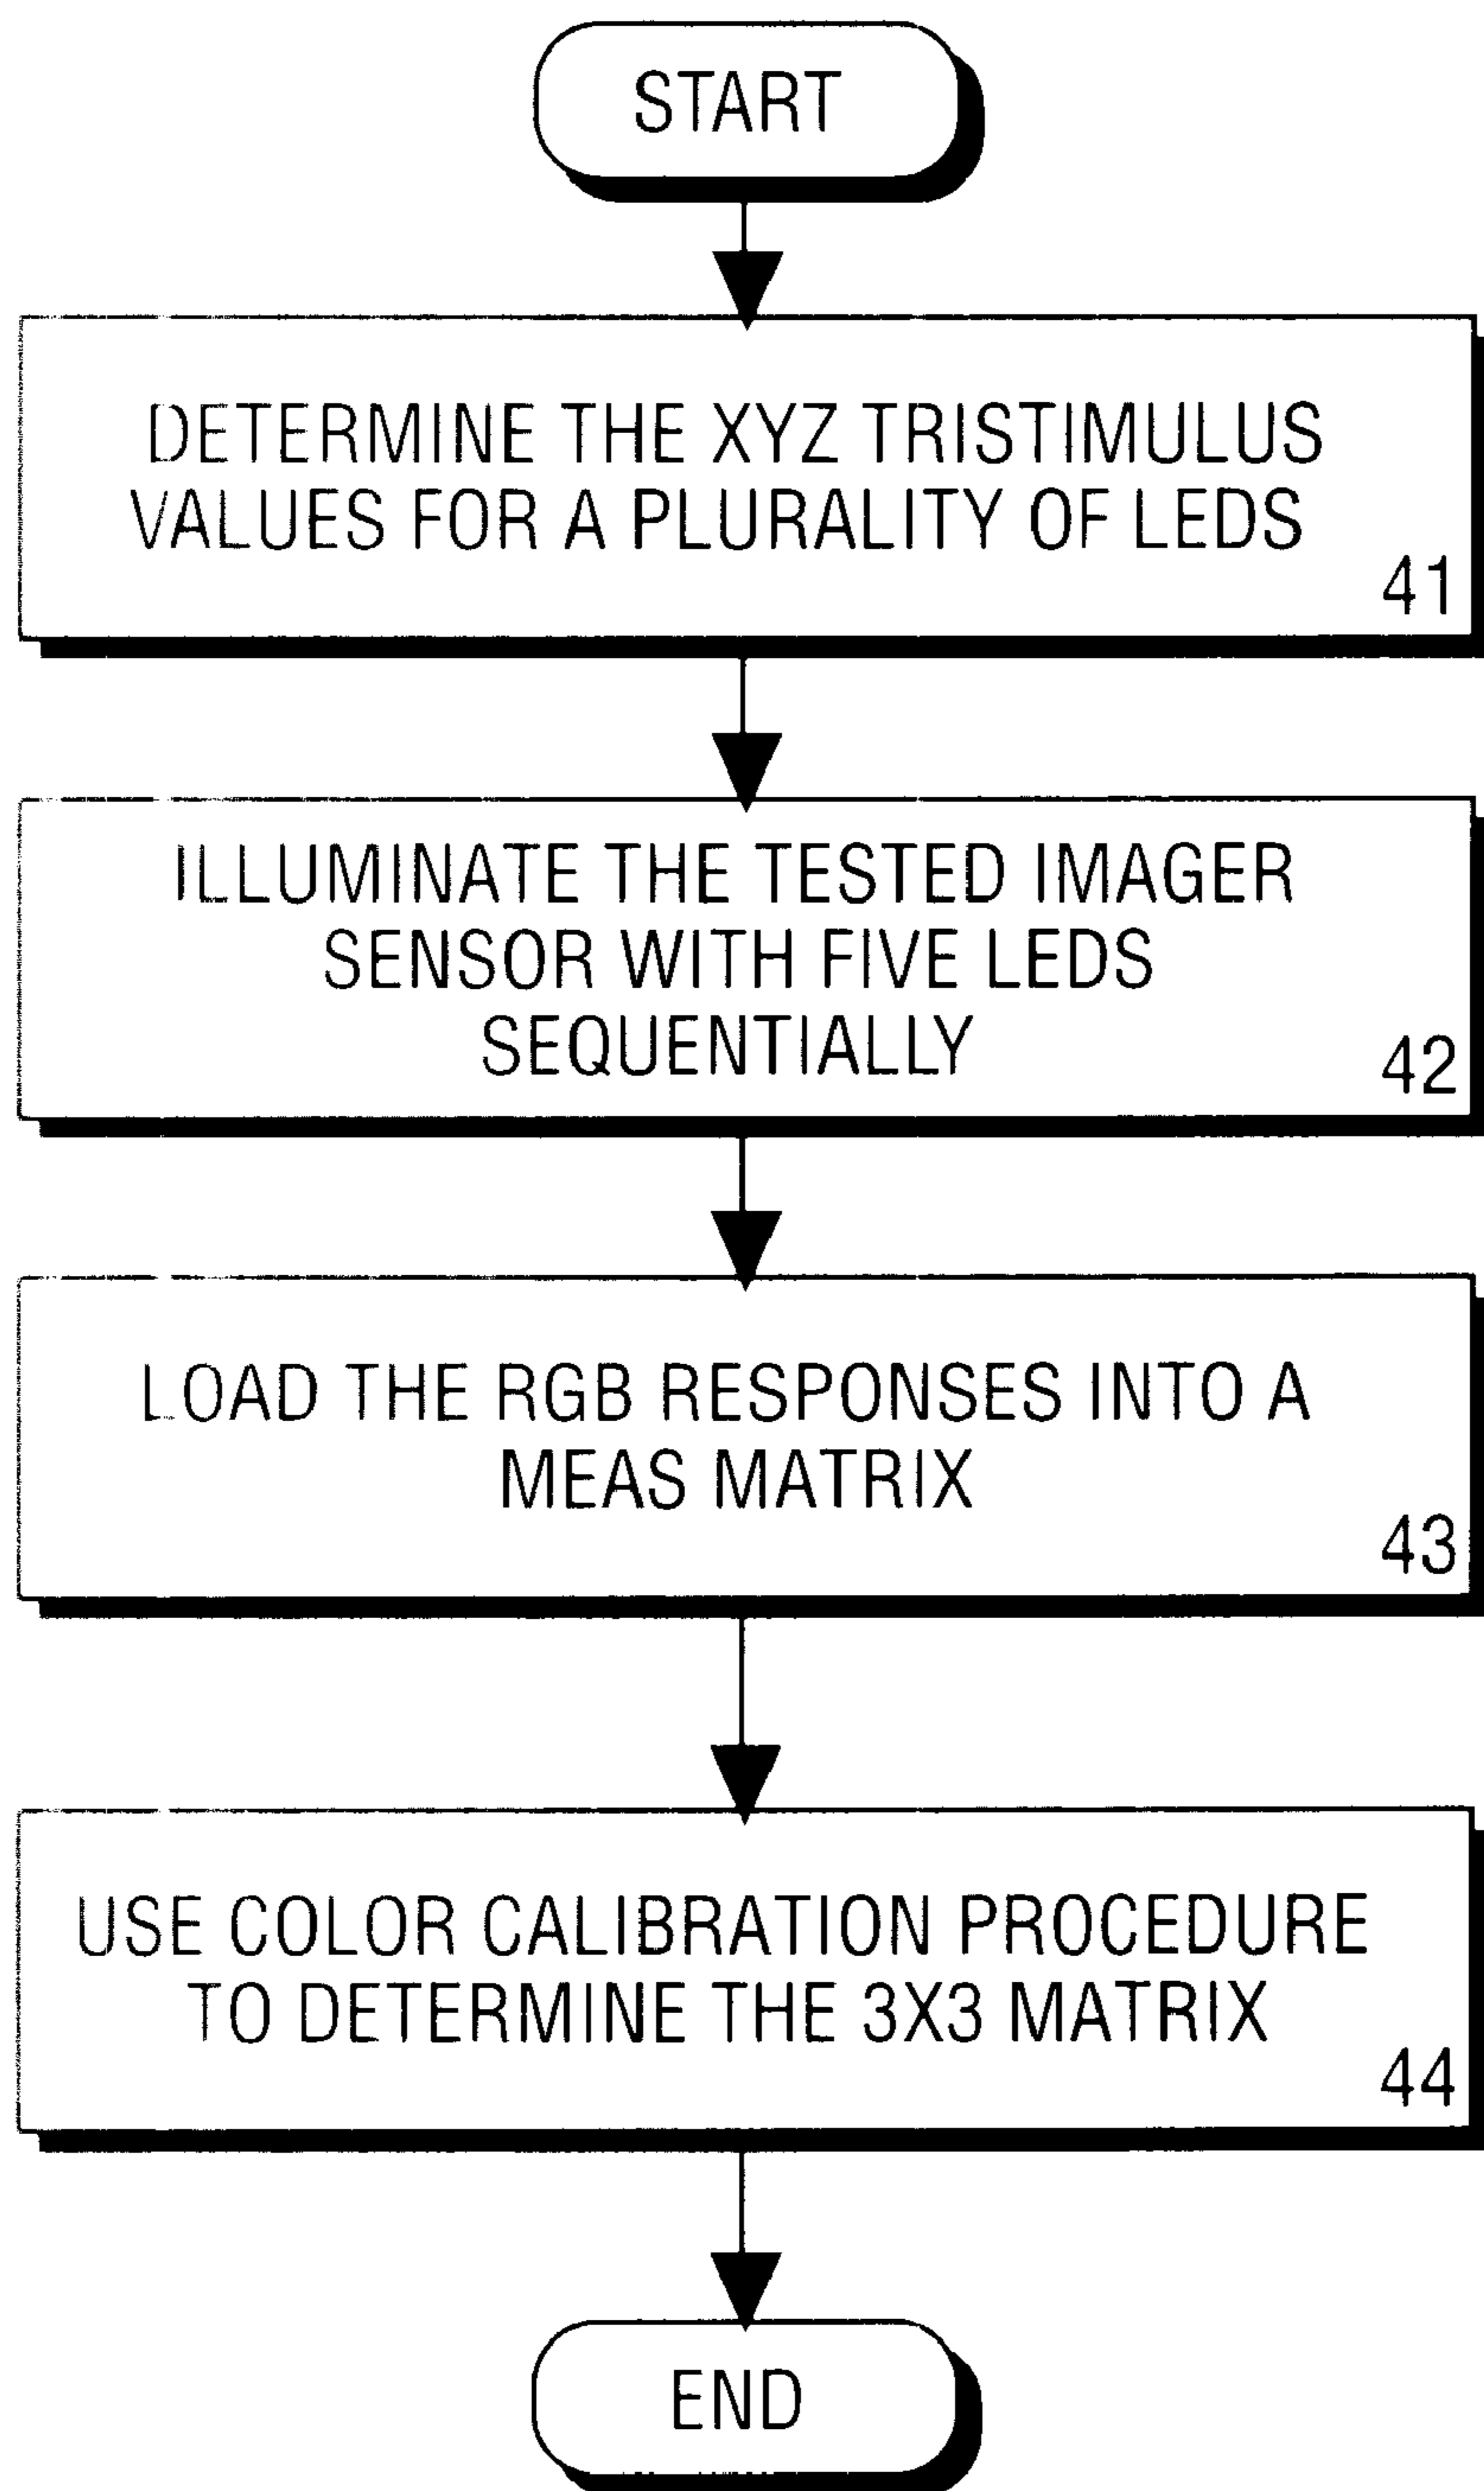 START
DETERMINE THE XYZ TRISTIMULUS
VALUES FOR A PLURALITY OF LEDS
41
ILLUMINATE THE TESTED IMAGER
SENSOR WITH FIVE LEDS
SEQUENTIALLY
42
LOAD THE RGB RESPONSES INTO A
MEAS MATRIX
43
USE COLOR CALIBRATION PROCEDURE
TO DETERMINE THE 3X3 MATRIX
44
END